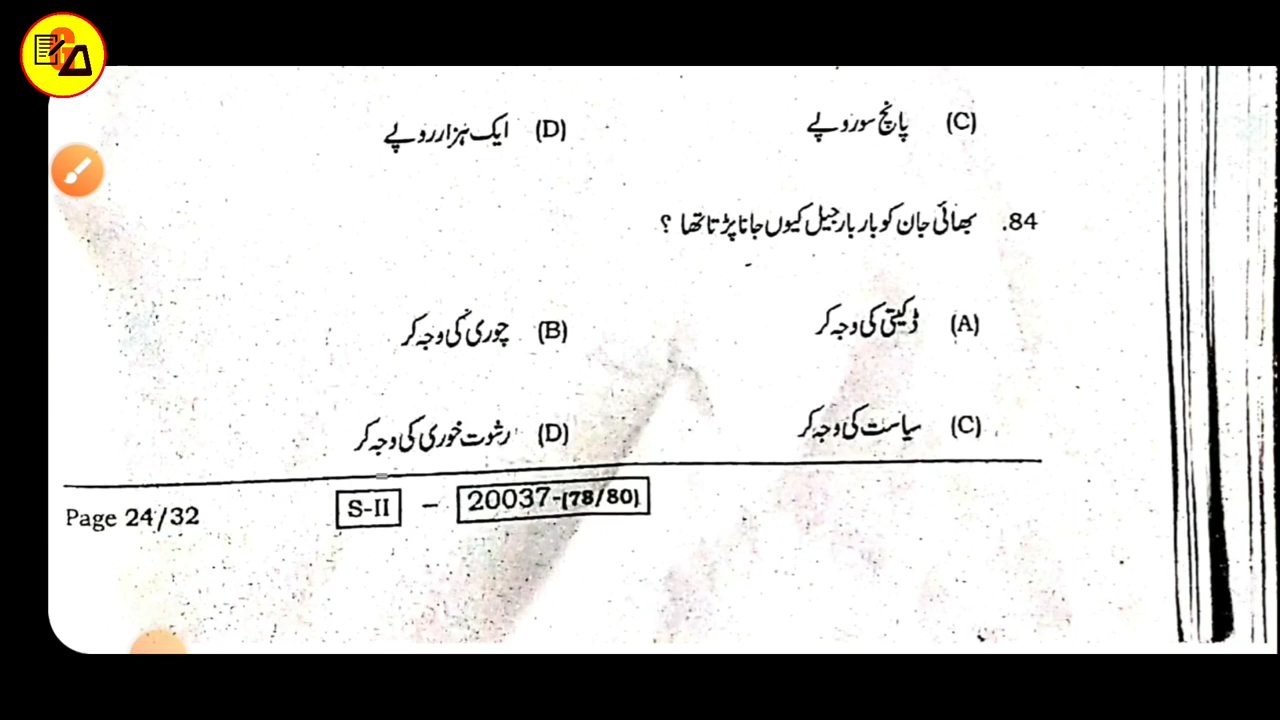 (C) پانچ سو روپے (D) ایک ہزار روپے
84. بھائی جان کو بار بار جیل کیوں جانا پڑتا تھا ؟
(A) ڈکیتی کی وجہ کر (B) چوری کی وجہ کر
(C) سیاست کی وجہ کر (D) رشوت خوری کی وجہ کر
Page 24/32 S-II – 20037-(78/80)